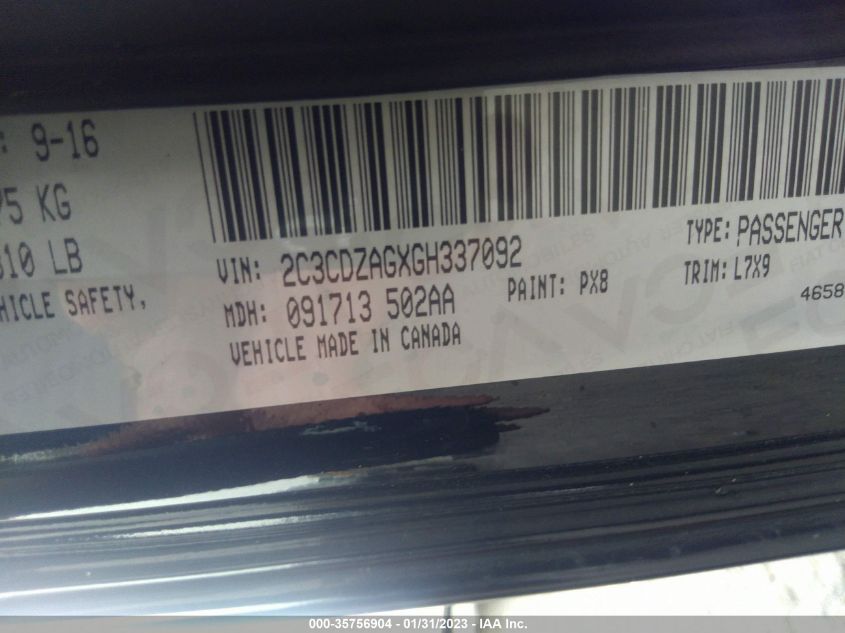 : 9-16
75 KG
310 LB
HICLE SAFETY,
VIN: 2C3CDZAGXGH337092
TYPE: PASSENGER
MDH: 091713 502AA
PAINT: PX8
TRIM: L7X9
VEHICLE MADE IN CANADA
4658
000-35756904 - 01/31/2023 - IAA Inc.